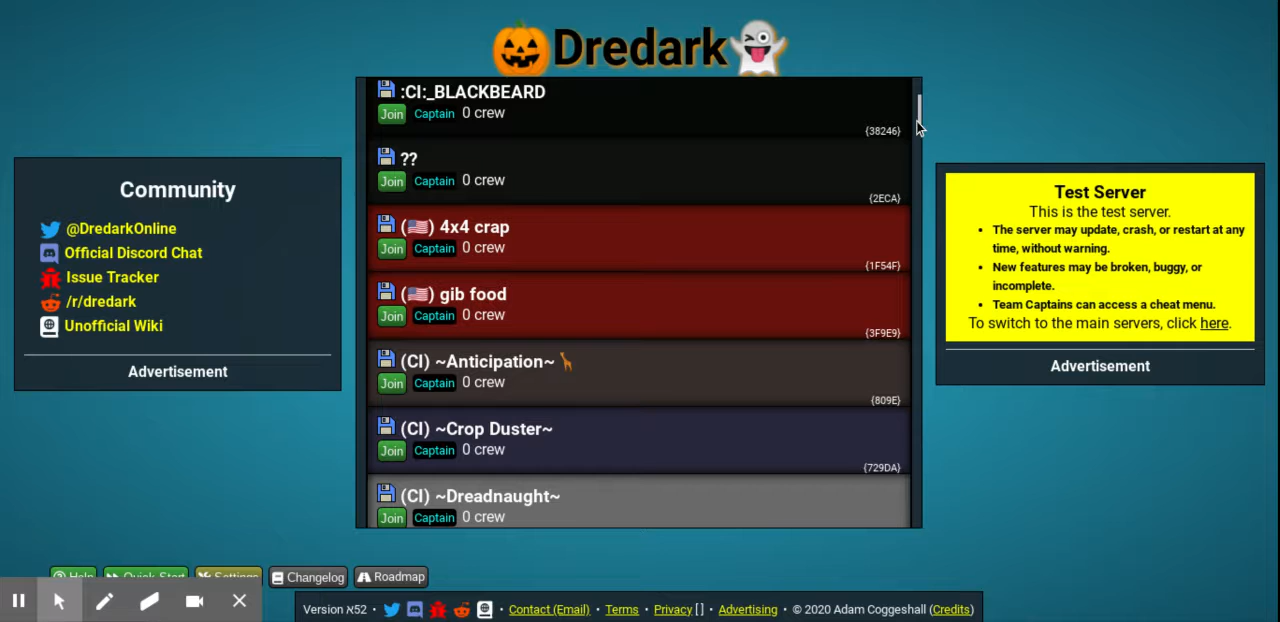 🎃Dredark👻
Community
@DredarkOnline
Official Discord Chat
Issue Tracker
/r/dredark
Unofficial Wiki
Advertisement
:CI:_BLACKBEARD
Join Captain 0 crew
{38246}
??
Join Captain 0 crew
{2ECA}
(🇺🇸) 4x4 crap
Join Captain 0 crew
{1F54F}
(🇺🇸) gib food
Join Captain 0 crew
{3F9E9}
(CI) ~Anticipation~🦒
Join Captain 0 crew
{809E}
(CI) ~Crop Duster~
Join Captain 0 crew
{729DA}
(CI) ~Dreadnaught~
Join Captain 0 crew
Test Server
This is the test server.
• The server may update, crash, or restart at any
time, without warning.
• New features may be broken, buggy, or
incomplete.
• Team Captains can access a cheat menu.
To switch to the main servers, click here.
Advertisement
Help Quick Start Settings Changelog Roadmap
Version א52 • • Contact (Email) • Terms • Privacy [ ] • Advertising • © 2020 Adam Coggeshall (Credits)